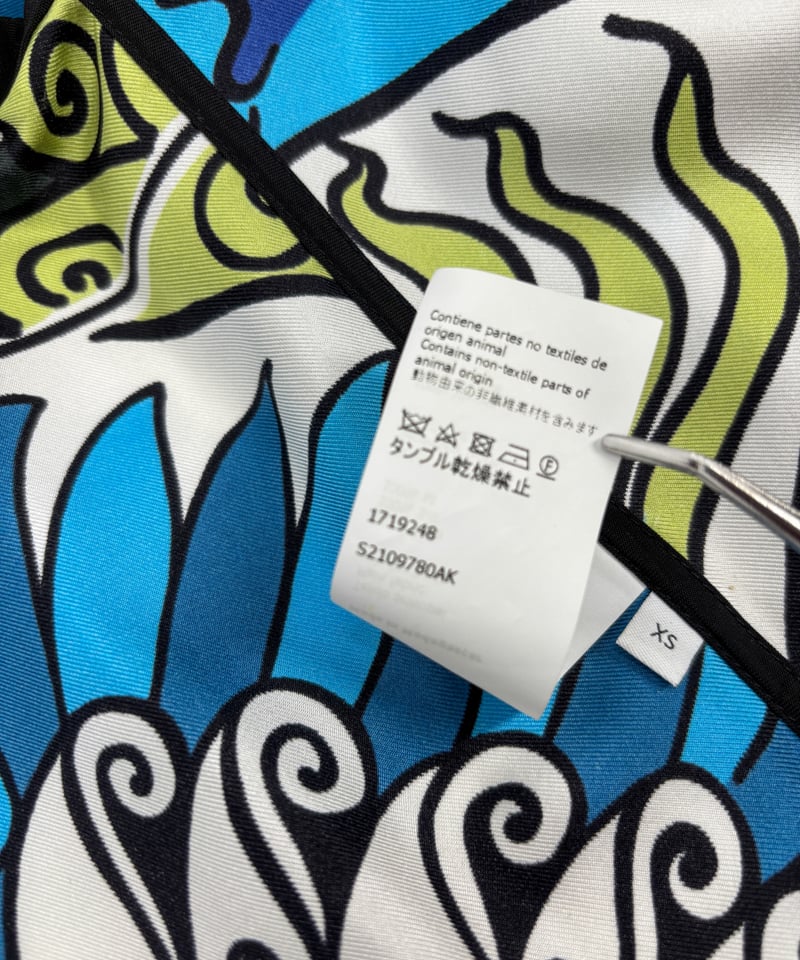 Contiene partes no textiles de
origen animal
Contains non-textile parts of
animal origin
動物由来の非繊維素材を含みます
Ⓕ
タンブル乾燥禁止
1719248
S2109780AK
XS